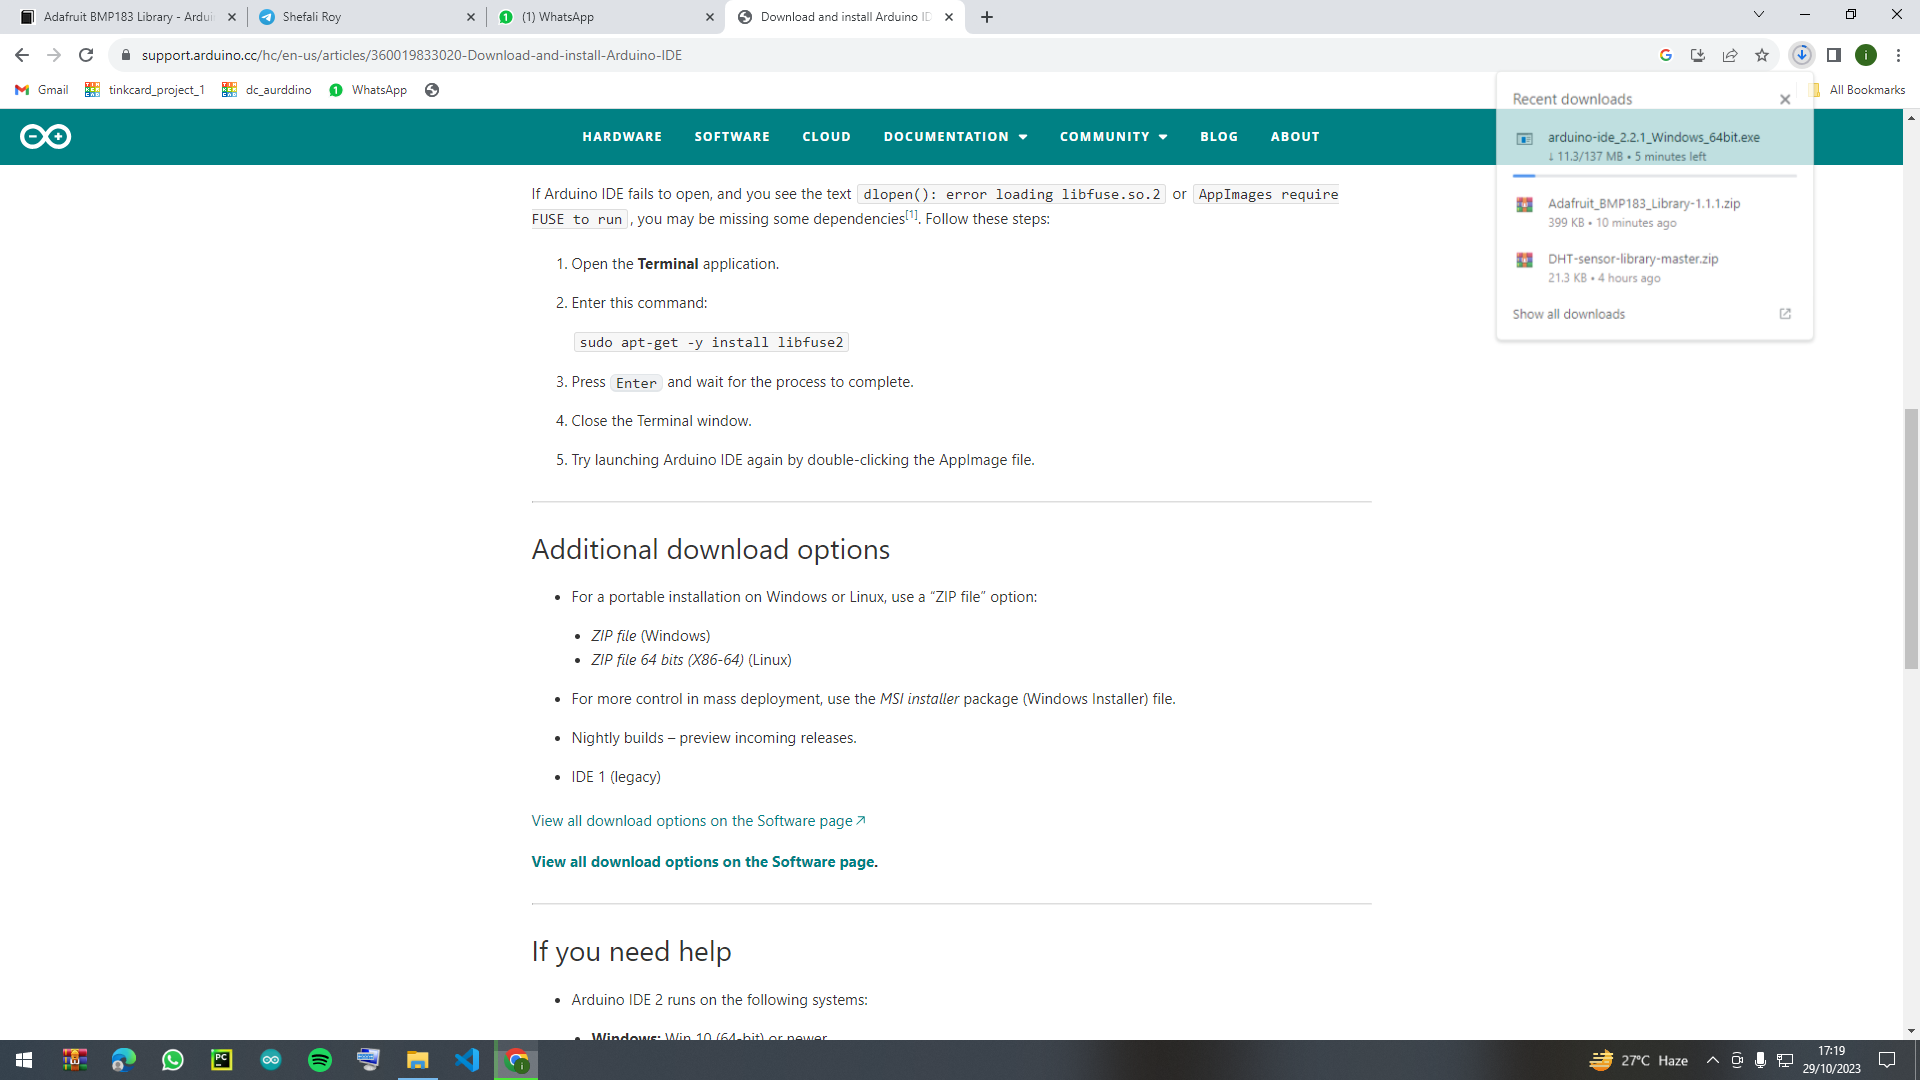 Adafruit BMP183 Library - Ardui
Shefali Roy
(1) WhatsApp
Download and install Arduino ID
support.arduino.cc/hc/en-us/articles/360019833020-Download-and-install-Arduino-IDE
Gmail
tinkcard_project_1
dc_aurddino
WhatsApp
All Bookmarks
HARDWARE SOFTWARE CLOUD DOCUMENTATION COMMUNITY BLOG ABOUT
Recent downloads
arduino-ide_2.2.1_Windows_64bit.exe
↓ 11.3/137 MB • 5 minutes left
Adafruit_BMP183_Library-1.1.1.zip
399 KB • 10 minutes ago
DHT-sensor-library-master.zip
21.3 KB • 4 hours ago
Show all downloads
If Arduino IDE fails to open, and you see the text dlopen(): error loading libfuse.so.2 or AppImages require
FUSE to run, you may be missing some dependencies[1]. Follow these steps:
1. Open the Terminal application.
2. Enter this command:
sudo apt-get -y install libfuse2
3. Press Enter and wait for the process to complete.
4. Close the Terminal window.
5. Try launching Arduino IDE again by double-clicking the AppImage file.
Additional download options
• For a portable installation on Windows or Linux, use a “ZIP file” option:
• ZIP file (Windows)
• ZIP file 64 bits (X86-64) (Linux)
• For more control in mass deployment, use the MSI installer package (Windows Installer) file.
• Nightly builds – preview incoming releases.
• IDE 1 (legacy)
View all download options on the Software page↗
View all download options on the Software page.
If you need help
• Arduino IDE 2 runs on the following systems:
• Windows: Win 10 (64-bit) or newer
27°C Haze
17:19
29/10/2023